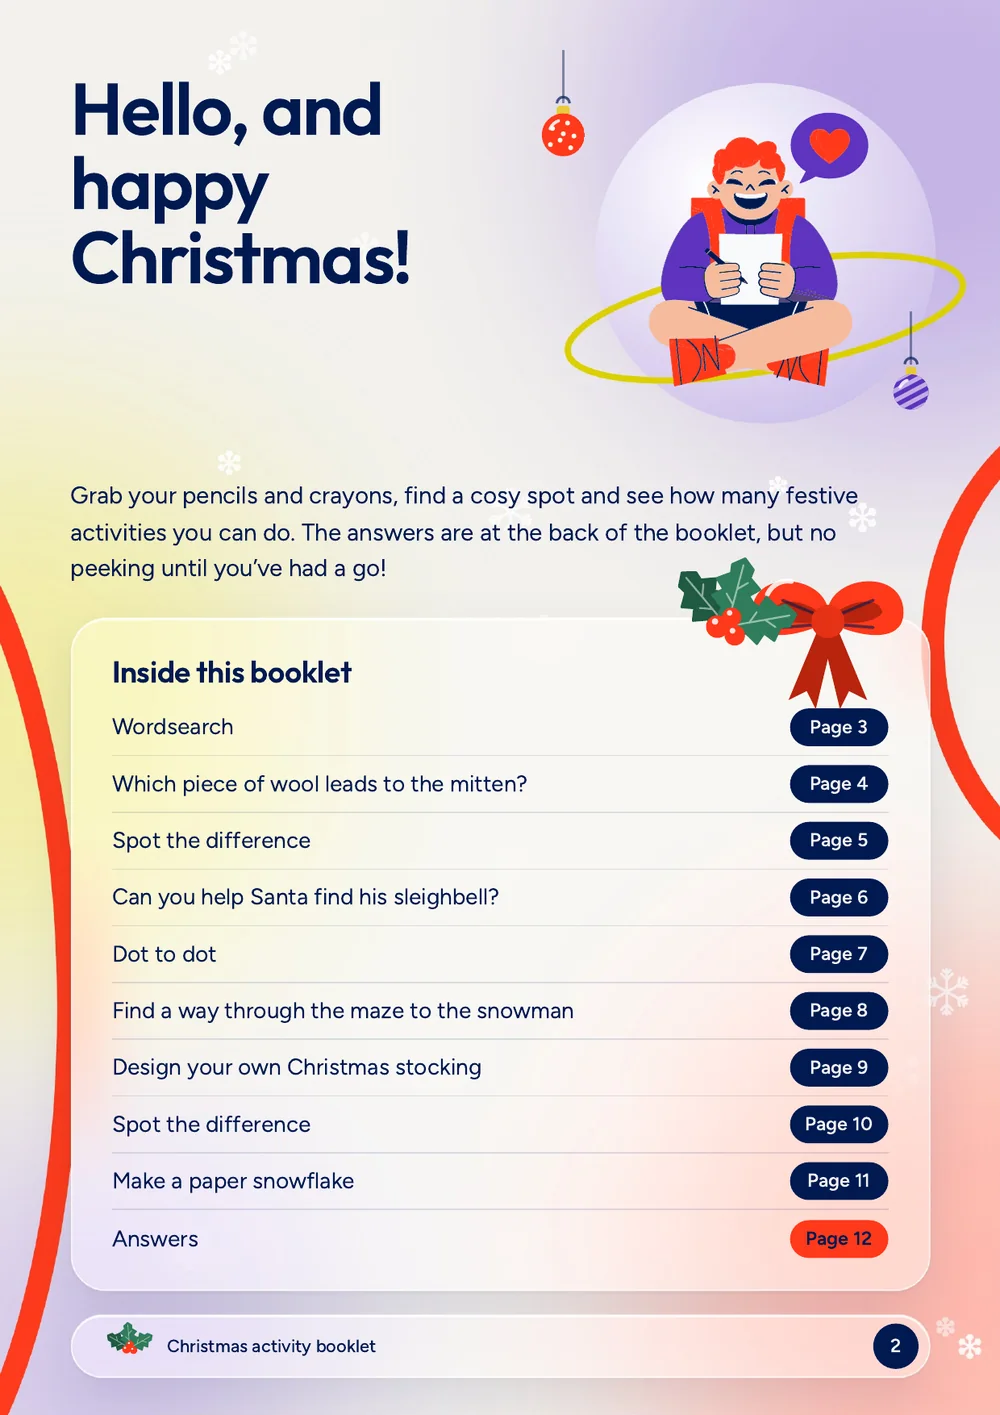 Hello, and
happy
Christmas!
Grab your pencils and crayons, find a cosy spot and see how many festive
activities you can do. The answers are at the back of the booklet, but no
peeking until you’ve had a go!
Inside this booklet
Wordsearch Page 3
Which piece of wool leads to the mitten? Page 4
Spot the difference Page 5
Can you help Santa find his sleighbell? Page 6
Dot to dot Page 7
Find a way through the maze to the snowman Page 8
Design your own Christmas stocking Page 9
Spot the difference Page 10
Make a paper snowflake Page 11
Answers Page 12
Christmas activity booklet 2